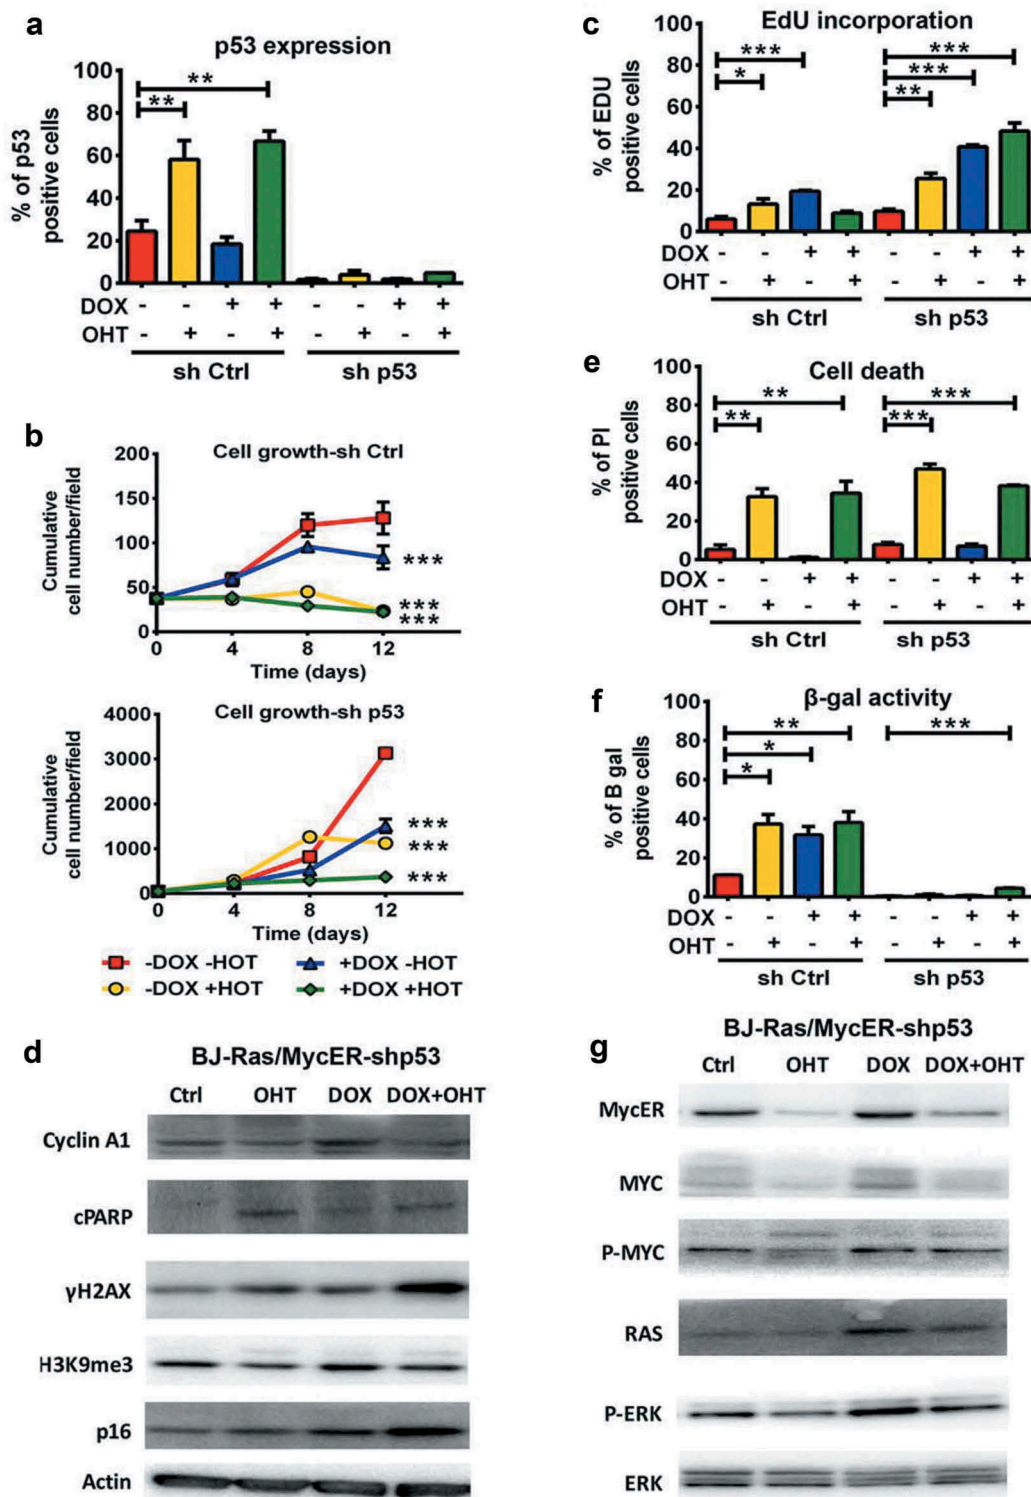 a
p53 expression
% of p53
positive cells
100
80
60
40
20
0
**
**
DOX - - + + - - + +
OHT - + - + - + - +
sh Ctrl sh p53
b
Cell growth-sh Ctrl
Cumulative
cell number/field
200
150
100
50
0
***
***
***
0 4 8 12
Time (days)
Cell growth-sh p53
Cumulative
cell number/field
4000
3000
2000
1000
0
***
***
***
0 4 8 12
Time (days)
-DOX -HOT +DOX -HOT
-DOX +HOT +DOX +HOT
c
EdU incorporation
% of EDU
positive cells
100
80
60
40
20
0
*** ***
* ***
**
DOX - - + + - - + +
OHT - + - + - + - +
sh Ctrl sh p53
e
Cell death
% of PI
positive cells
100
80
60
40
20
0
** ***
** ***
DOX - - + + - - + +
OHT - + - + - + - +
sh Ctrl sh p53
f
β-gal activity
% of B gal
positive cells
100
80
60
40
20
0
** ***
*
*
DOX - - + + - - + +
OHT - + - + - + - +
sh Ctrl sh p53
d
BJ-Ras/MycER-shp53
Ctrl OHT DOX DOX+OHT
Cyclin A1
cPARP
γH2AX
H3K9me3
p16
Actin
g
BJ-Ras/MycER-shp53
Ctrl OHT DOX DOX+OHT
MycER
MYC
P-MYC
RAS
P-ERK
ERK